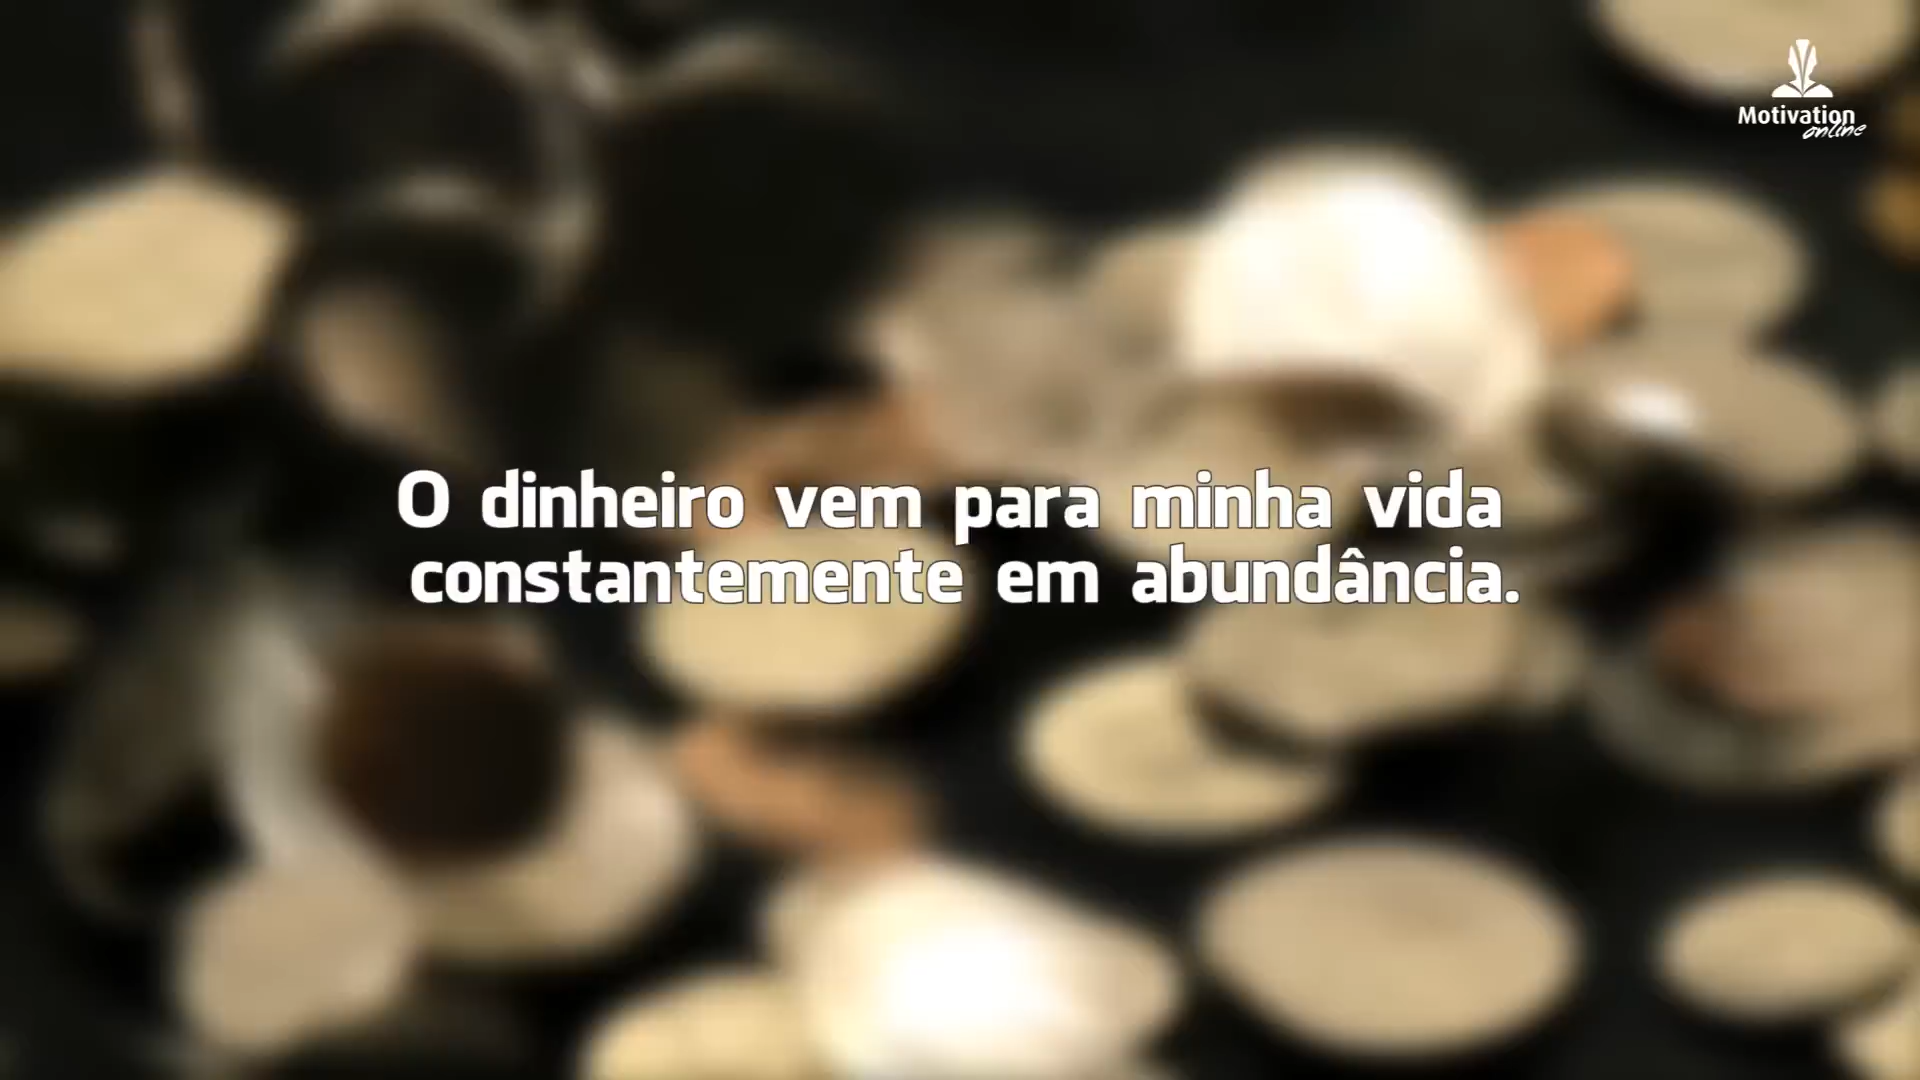 Motivation
online
O dinheiro vem para minha vida
constantemente em abundância.